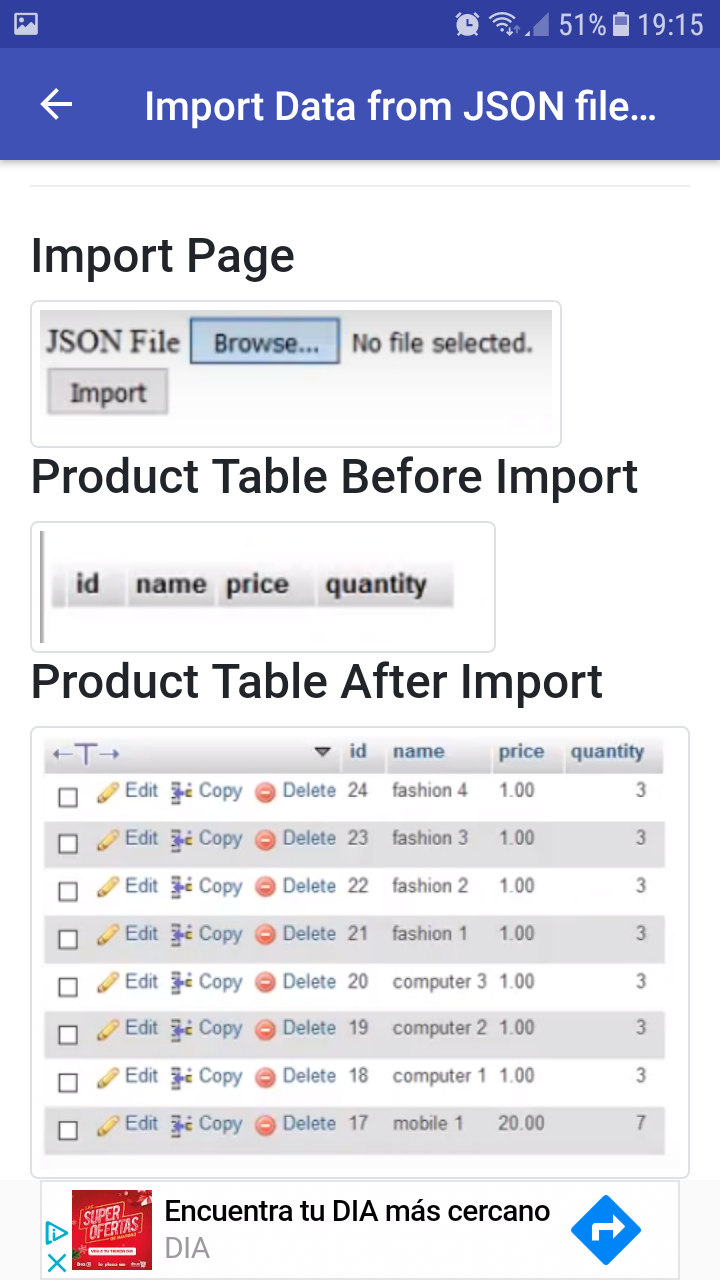 51% 19:15
Import Data from JSON file...
Import Page
JSON File Browse... No file selected.
Import
Product Table Before Import
id name price quantity
Product Table After Import
id name price quantity
Edit Copy Delete 24 fashion 4 1.00 3
Edit Copy Delete 23 fashion 3 1.00 3
Edit Copy Delete 22 fashion 2 1.00 3
Edit Copy Delete 21 fashion 1 1.00 3
Edit Copy Delete 20 computer 3 1.00 3
Edit Copy Delete 19 computer 2 1.00 3
Edit Copy Delete 18 computer 1 1.00 3
Edit Copy Delete 17 mobile 1 20.00 7
SUPER
OFERTAS
Encuentra tu DIA más cercano
DIA